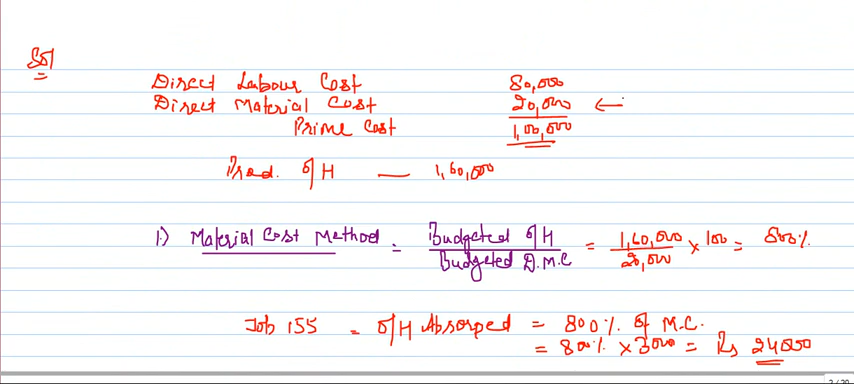 Sol
Direct Labour Cost 80,000
Direct Material Cost 20,000 ←
Prime Cost 1,00,000
Prod. O/H — 1,60,000
1.) Material Cost Method = Budgeted O/H / Budgeted D.M.C = 1,60,000 / 20,000 × 100 = 800%
Job 155 = O/H Absorped = 800% of M.C.
= 800% × 3000 = Rs 24000